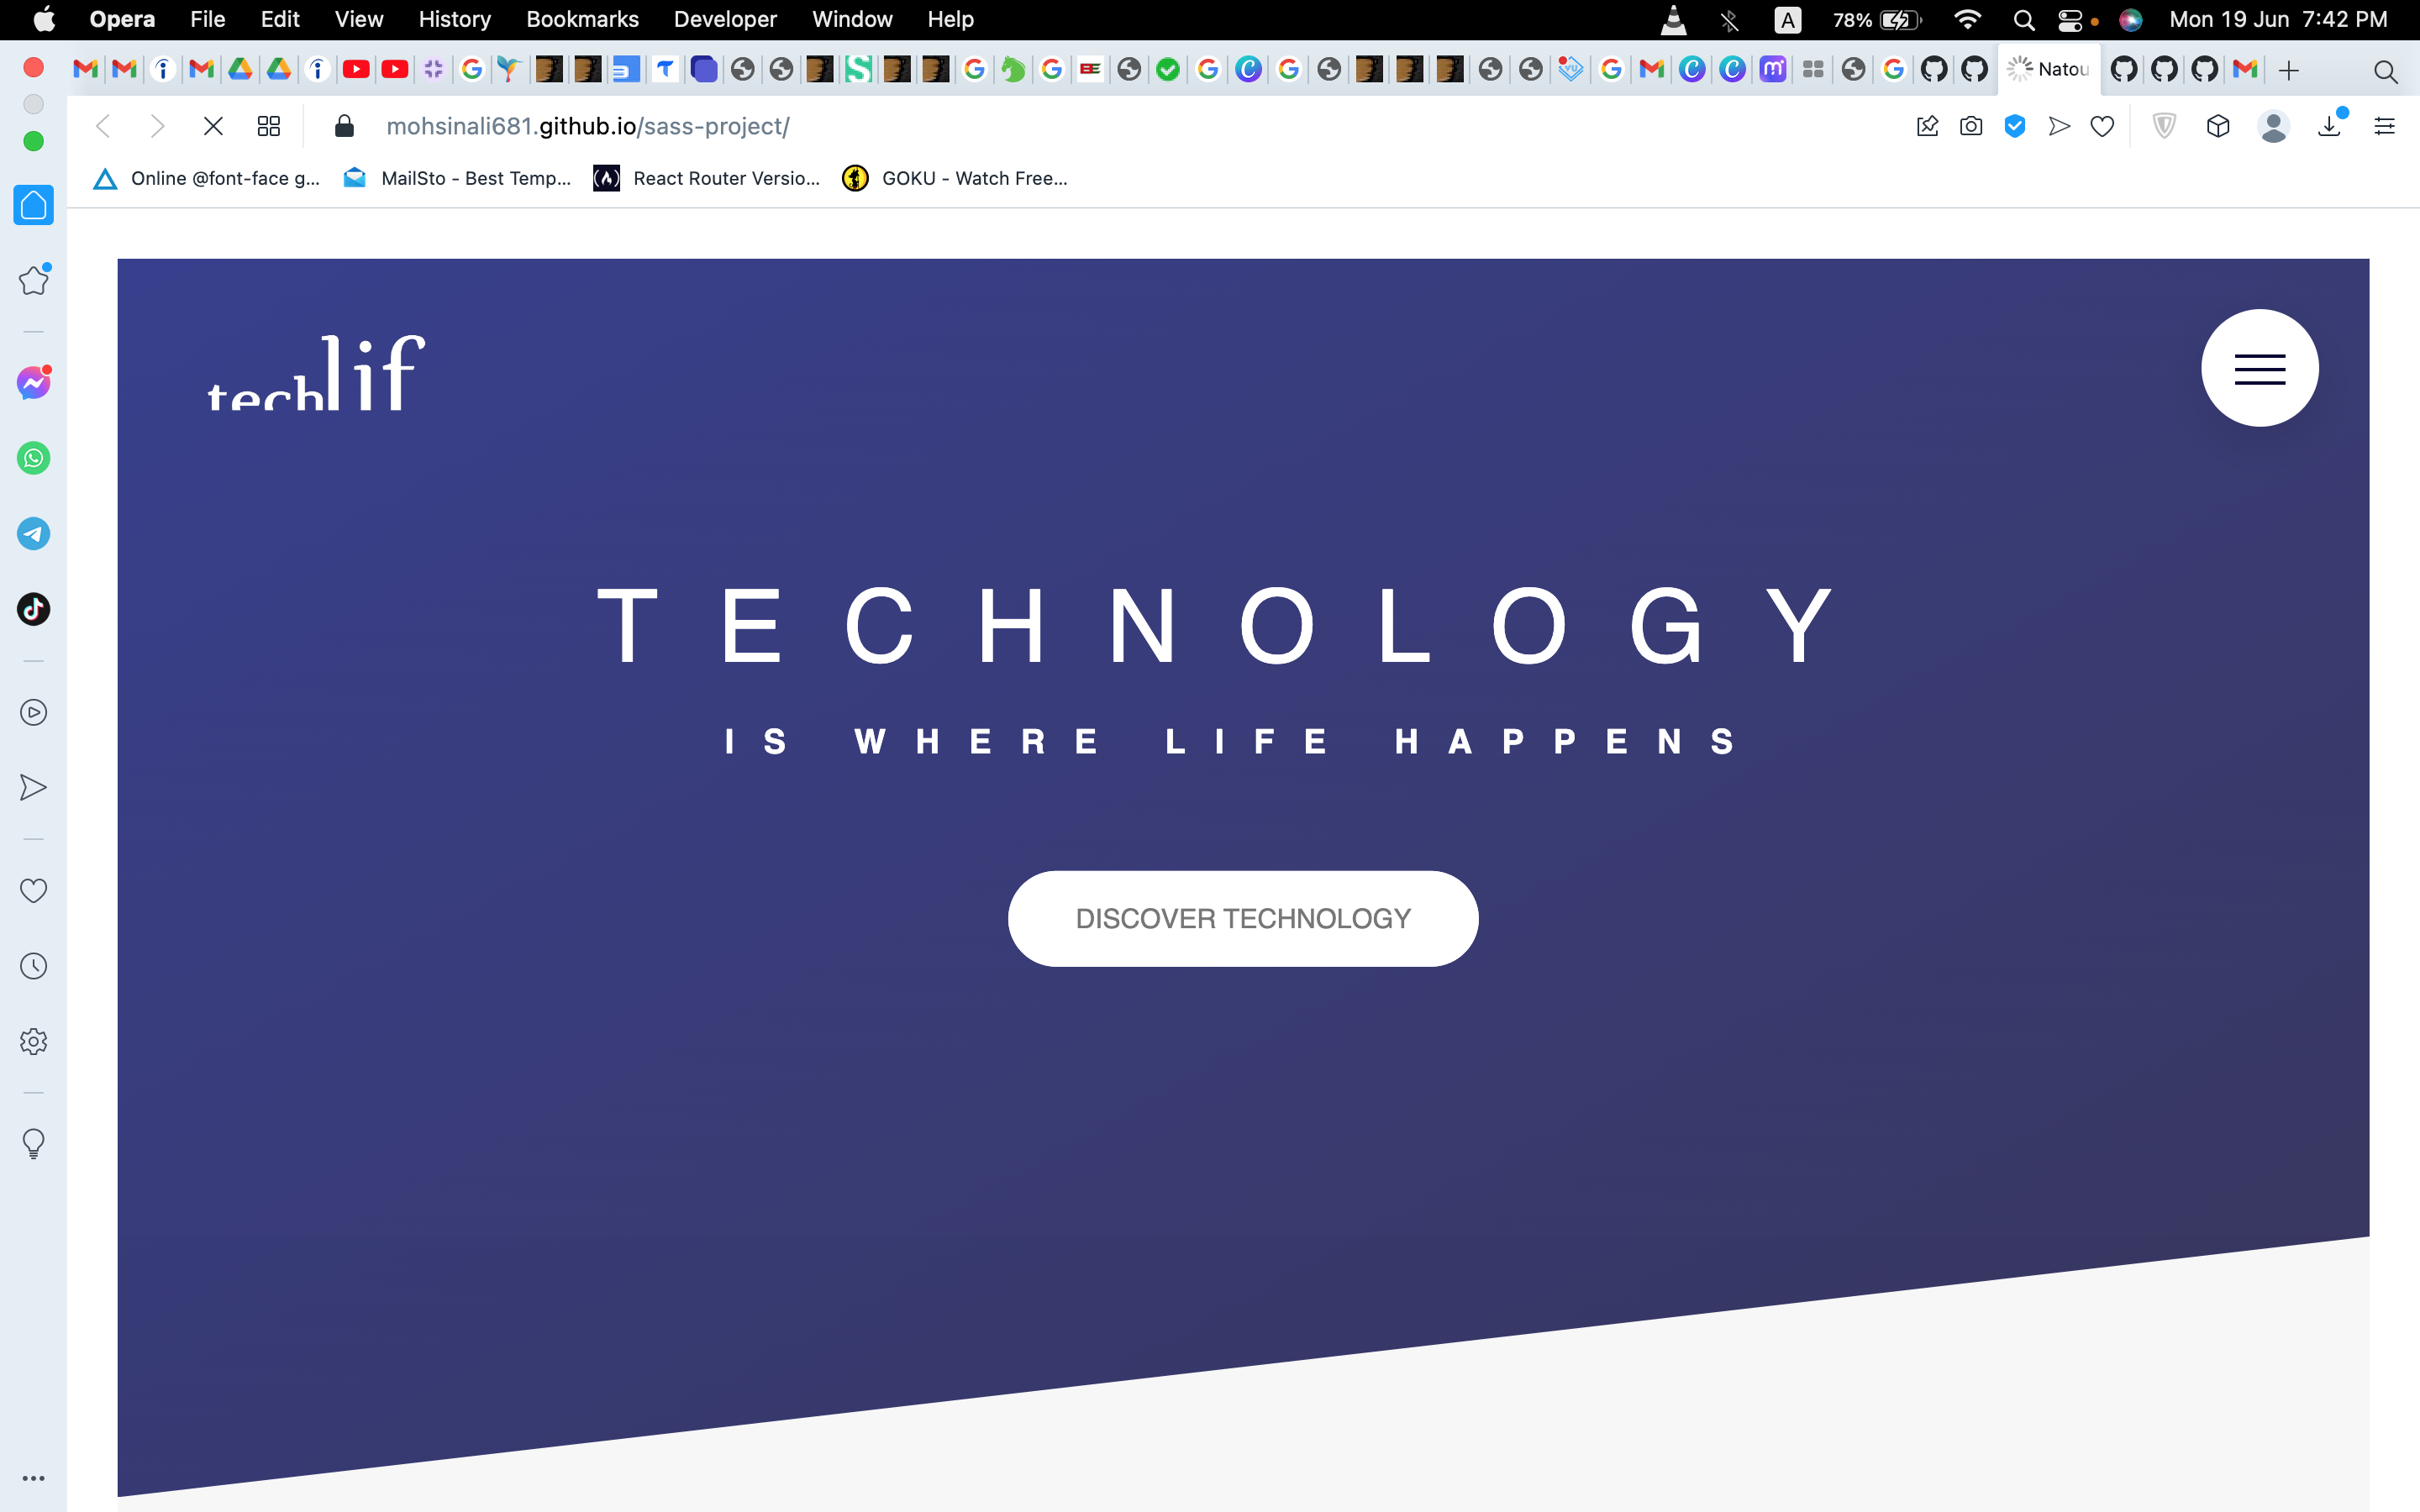 Opera File Edit View History Bookmarks Developer Window Help A 78% Mon 19 Jun 7:42 PM
Natou
mohsinali681.github.io/sass-project/
Online @font-face g... MailSto - Best Temp... React Router Versio... GOKU - Watch Free...
techlif
TECHNOLOGY
IS WHERE LIFE HAPPENS
DISCOVER TECHNOLOGY